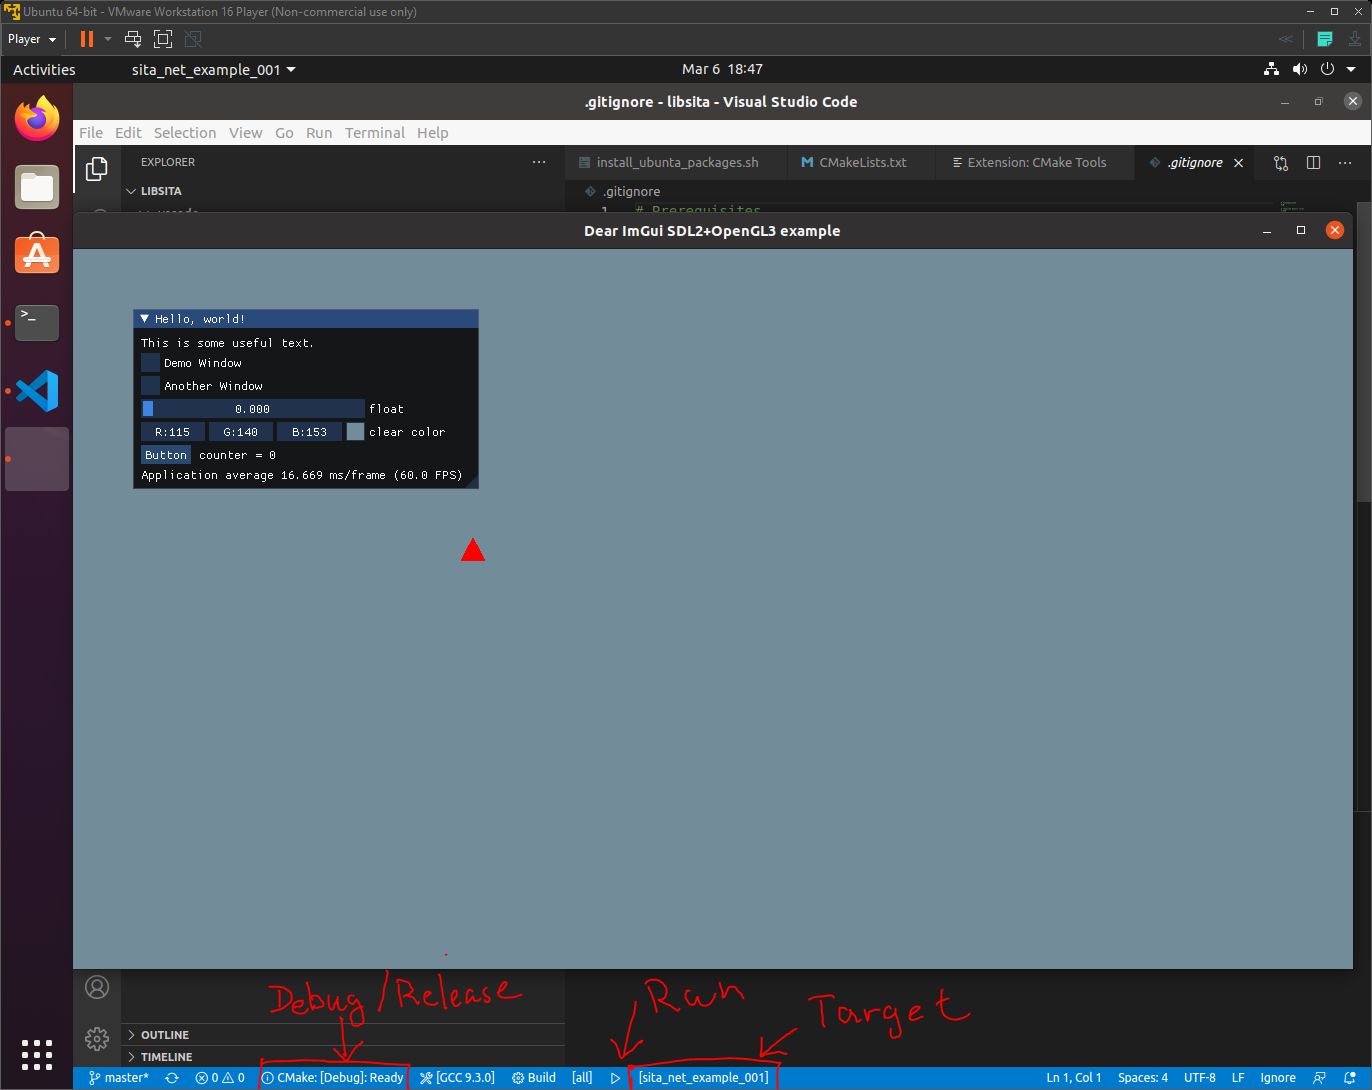 Ubuntu 64-bit - VMware Workstation 16 Player (Non-commercial use only)
Player
Activities sita_net_example_001 Mar 6 18:47
.gitignore - libsita - Visual Studio Code
File Edit Selection View Go Run Terminal Help
EXPLORER ··· install_ubunta_packages.sh CMakeLists.txt Extension: CMake Tools .gitignore ···
LIBSITA .gitignore
1 # Prerequisites
Dear ImGui SDL2+OpenGL3 example
Hello, world!
This is some useful text.
Demo Window
Another Window
0.000 float
R:115 G:140 B:153 clear color
Button counter = 0
Application average 16.669 ms/frame (60.0 FPS)
Debug/Release Run Target
OUTLINE
TIMELINE
master* 0 0 CMake: [Debug]: Ready [GCC 9.3.0] Build [all] [sita_net_example_001] Ln 1, Col 1 Spaces: 4 UTF-8 LF Ignore